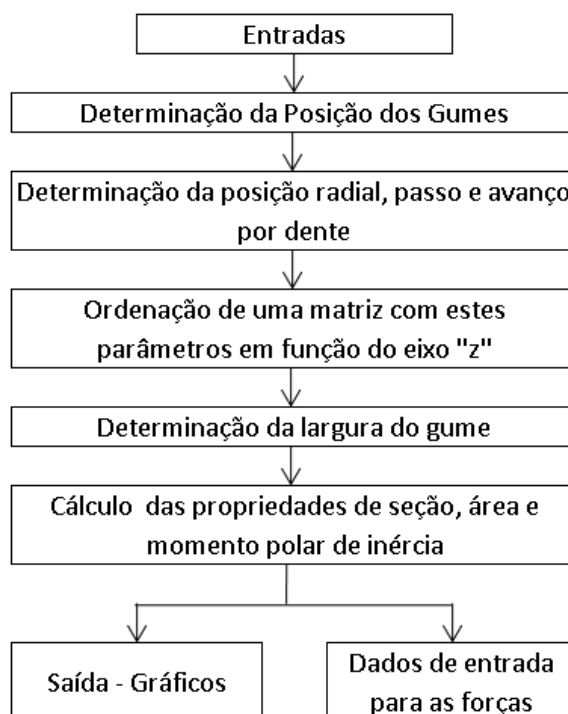 Entradas
Determinação da Posição dos Gumes
Determinação da posição radial, passo e avanço
por dente
Ordenação de uma matriz com estes
parâmetros em função do eixo "z"
Determinação da largura do gume
Cálculo das propriedades de seção, área e
momento polar de inércia
Saída - Gráficos
Dados de entrada
para as forças